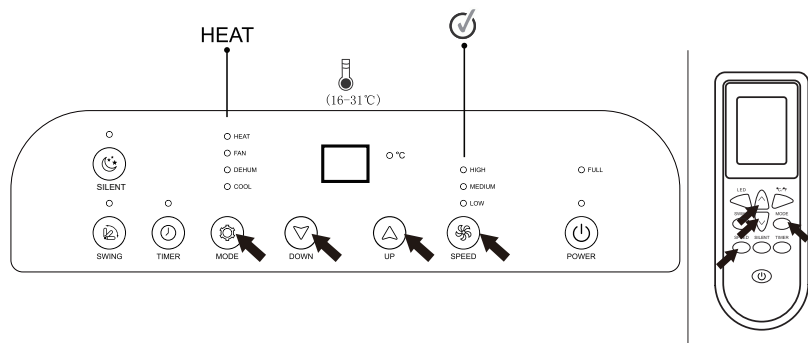 HEAT
(16-31℃)
HEAT
FAN
DEHUM
COOL
℃
HIGH
MEDIUM
LOW
FULL
SILENT
SWING
TIMER
MODE
DOWN
UP
SPEED
POWER
LED
℃/℉
MODE
SPEED
SILENT
TIMER